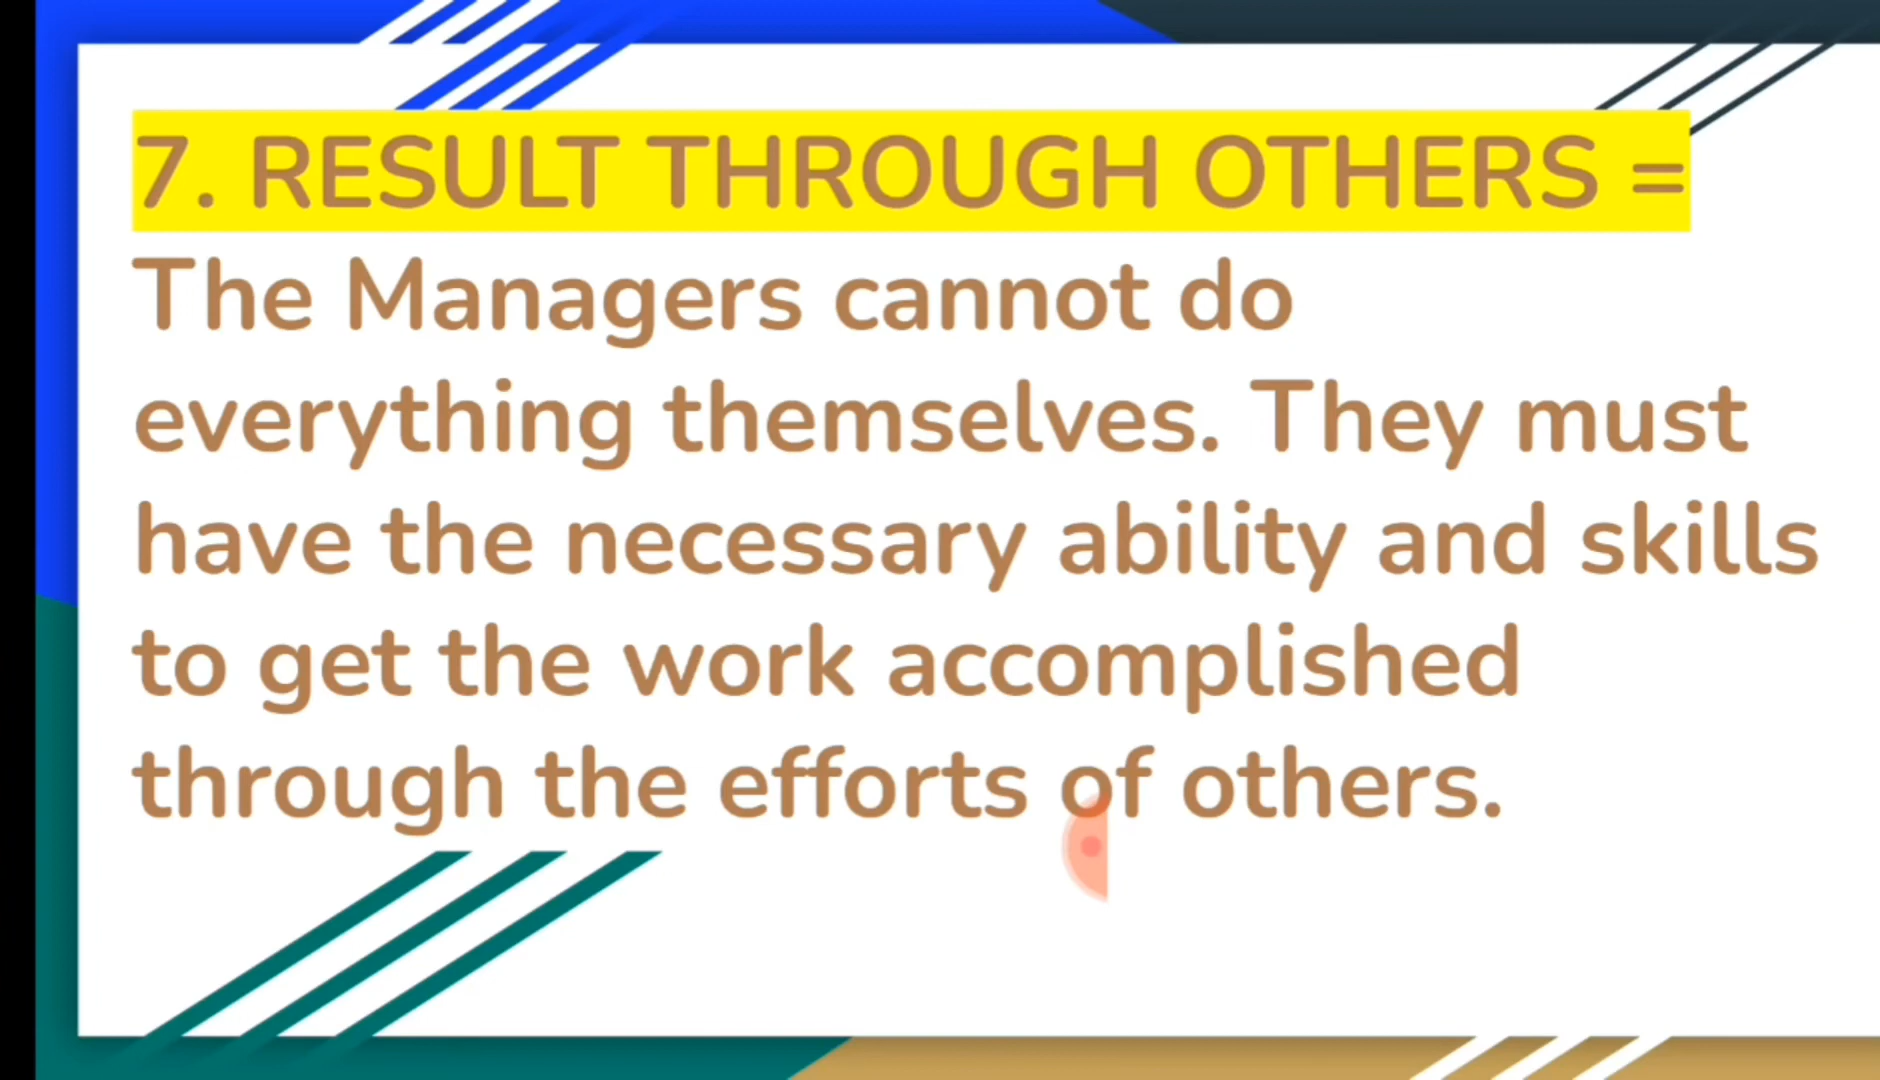 7. RESULT THROUGH OTHERS =
The Managers cannot do
everything themselves. They must
have the necessary ability and skills
to get the work accomplished
through the efforts of others.